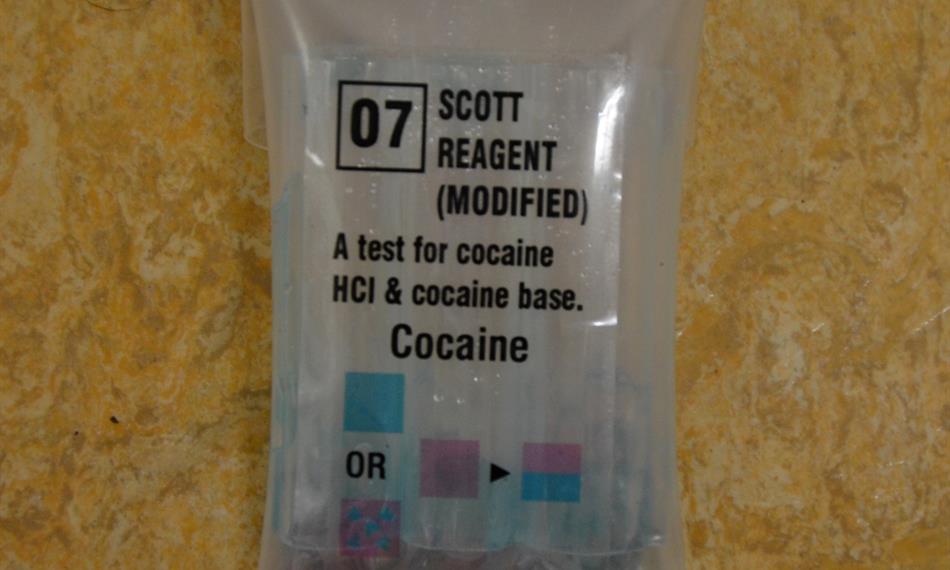 07 SCOTT
REAGENT
(MODIFIED)
A test for cocaine
HCl & cocaine base.
Cocaine
OR